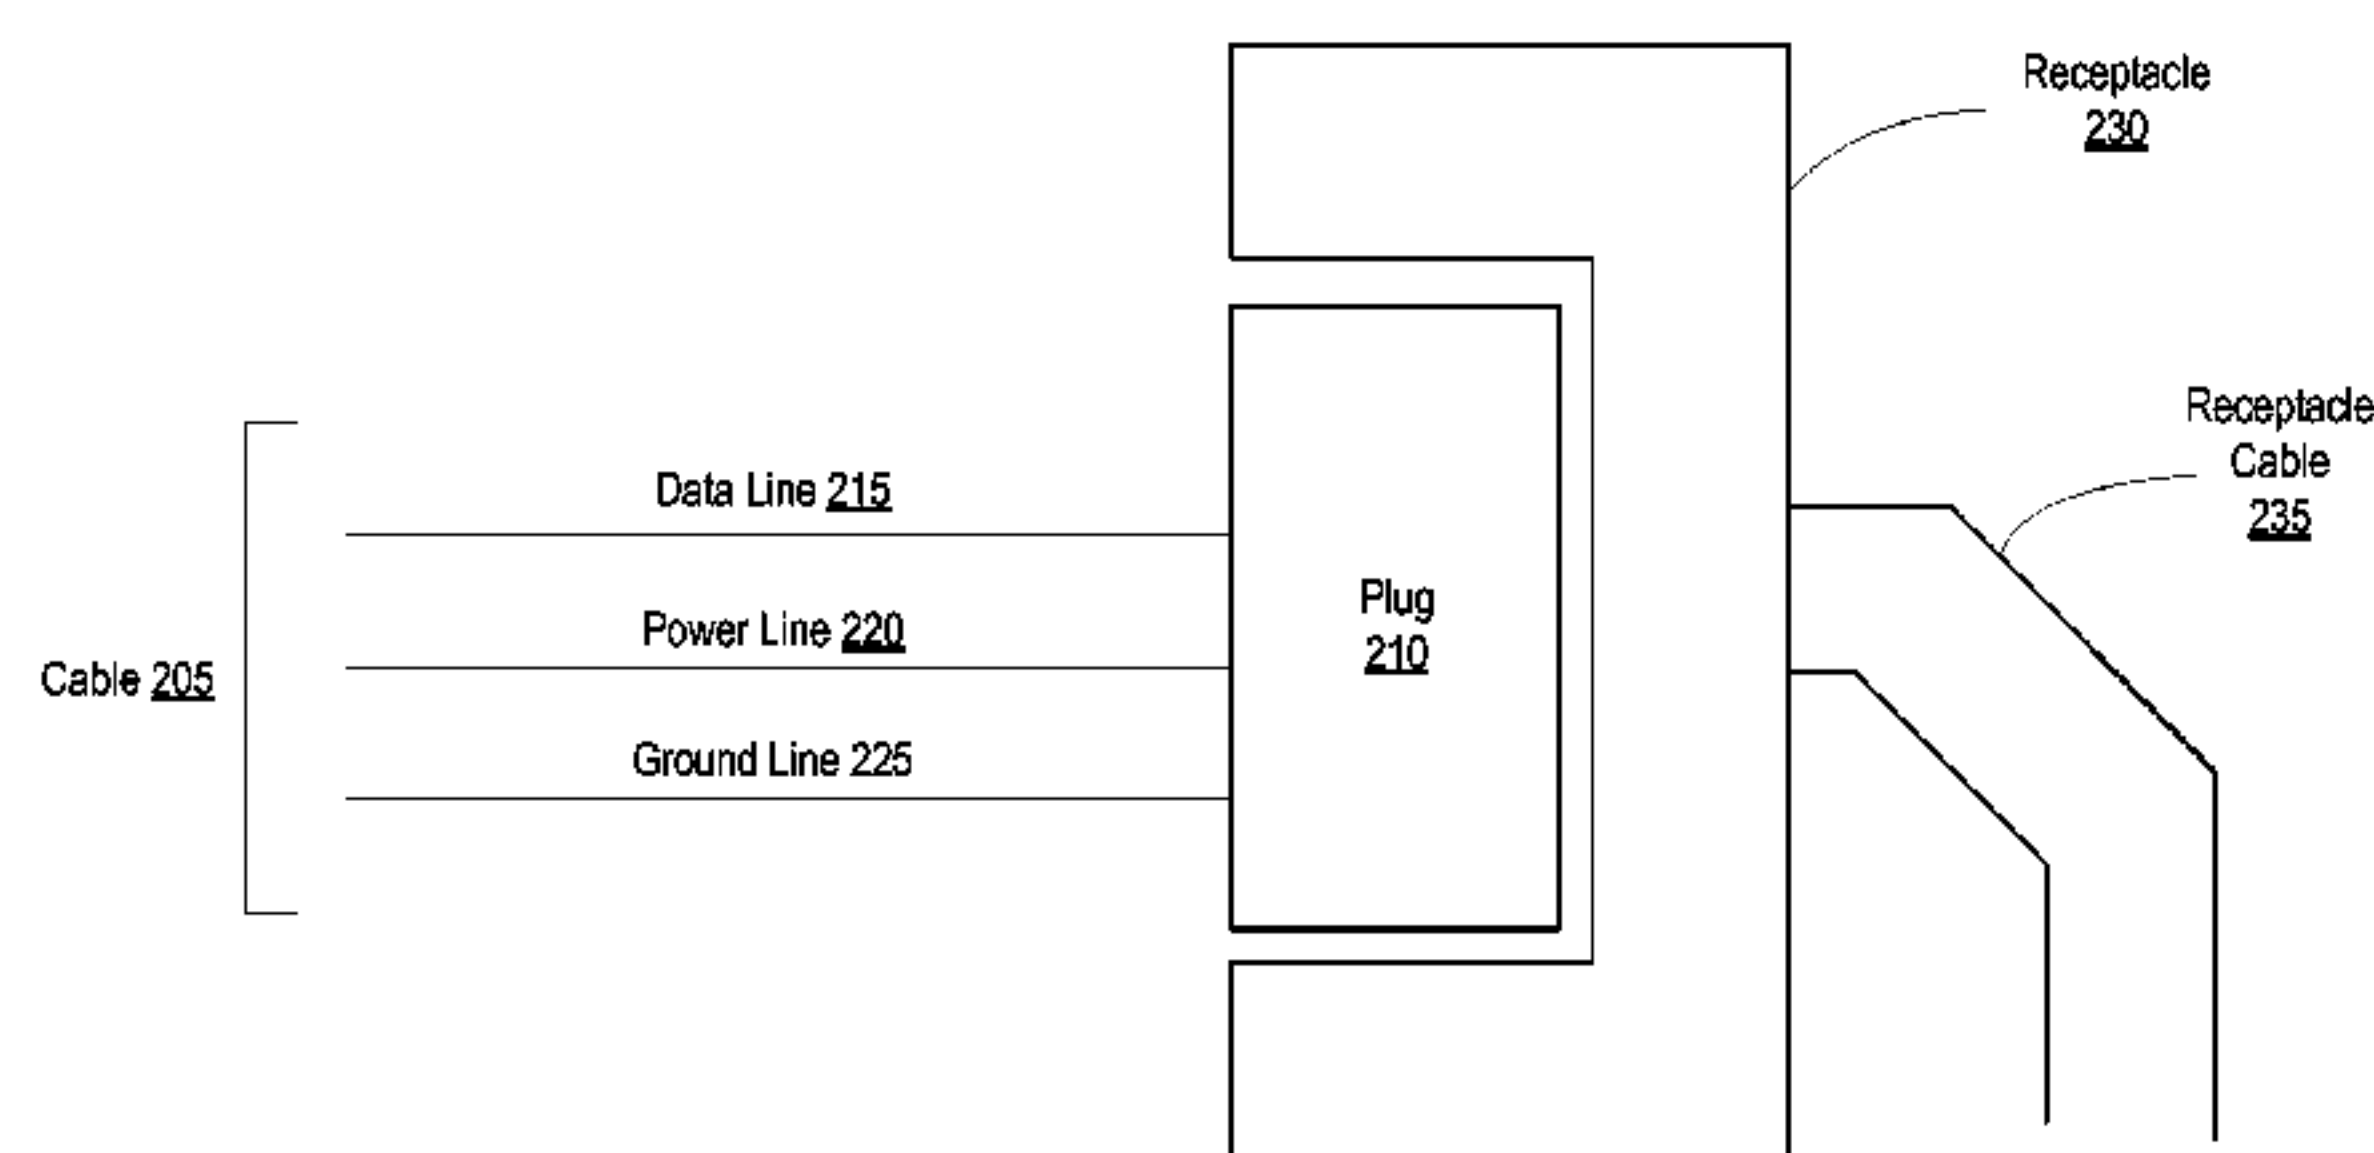 Receptacle
230
Receptacle
Cable
235
Data Line 215
Power Line 220
Plug
210
Cable 205
Ground Line 225